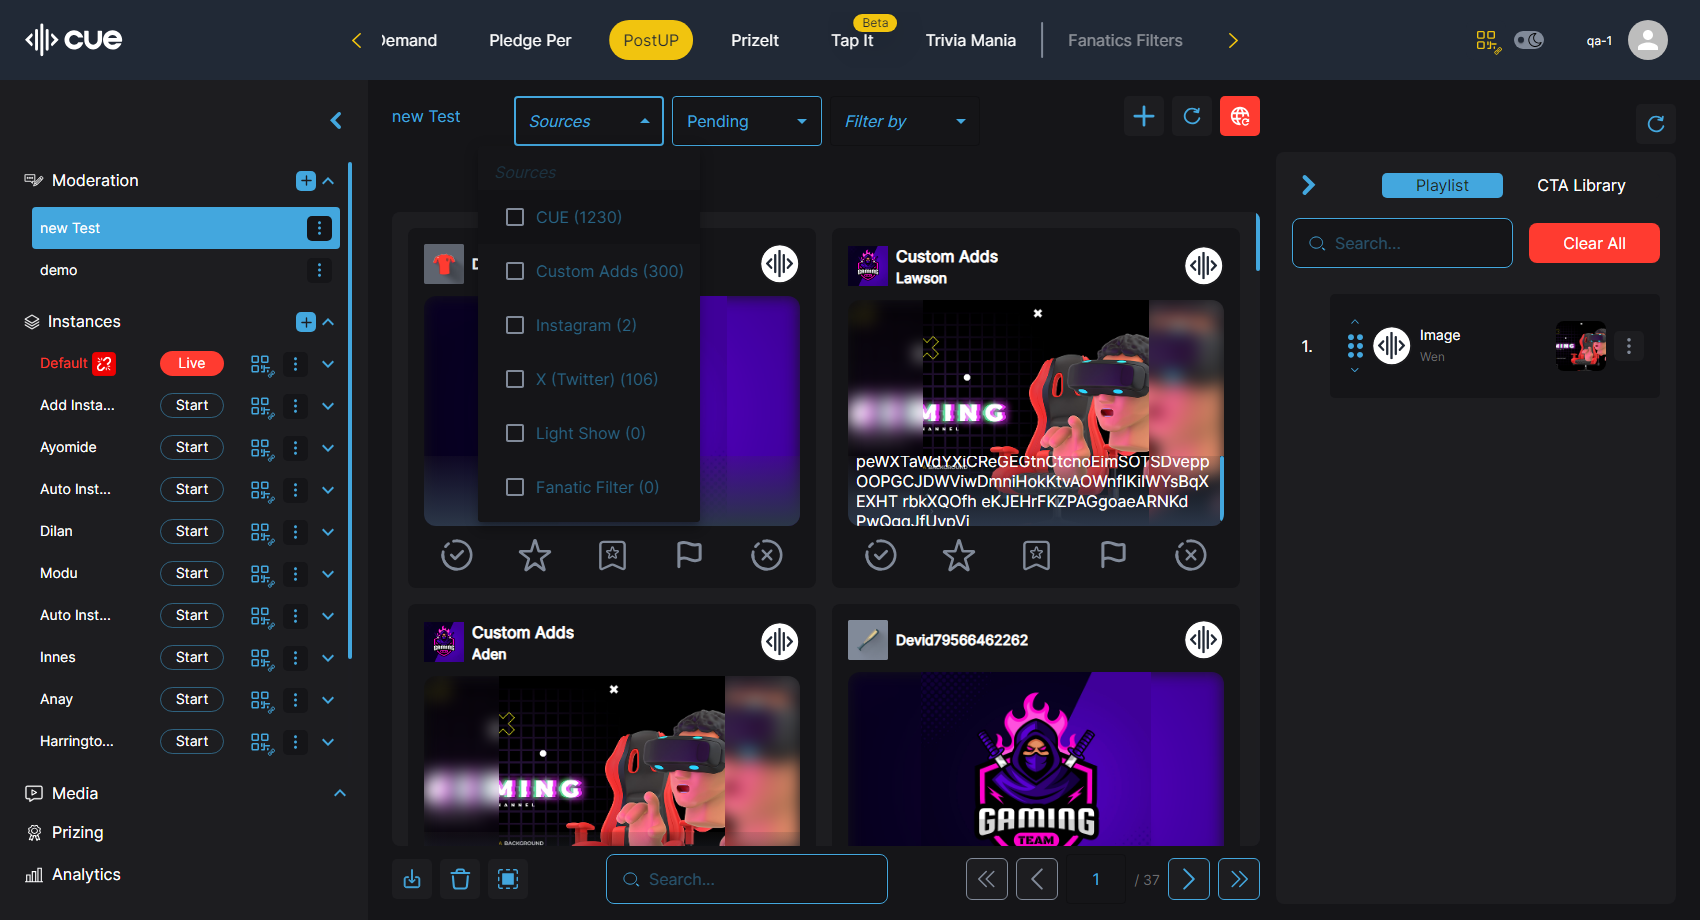 cue
Demand
Pledge Per
PostUP
PrizeIt
Beta
Tap It
Trivia Mania
Fanatics Filters
qa-1
new Test
Sources
Pending
Filter by
Moderation
new Test
demo
Instances
Default
Live
Add Insta...
Start
Ayomide
Start
Auto Inst...
Start
Dilan
Start
Modu
Start
Auto Inst...
Start
Innes
Start
Anay
Start
Harringto...
Start
Media
Prizing
Analytics
Sources
CUE (1230)
Custom Adds (300)
Instagram (2)
X (Twitter) (106)
Light Show (0)
Fanatic Filter (0)
D
Custom Adds
Lawson
MING
ANNEL
OOPGCJDWViwDmniHokKtvAOWnflKilWYsBqX
EXHT rbkXQOfh eKJEHrFKZPAGgoaeARNKd
Custom Adds
Aden
MING
ANNEL
BACKGROUND
Devid79566462262
GAMING
TEAM
Search...
1
/ 37
Playlist
CTA Library
Search...
Clear All
1.
Image
Wen